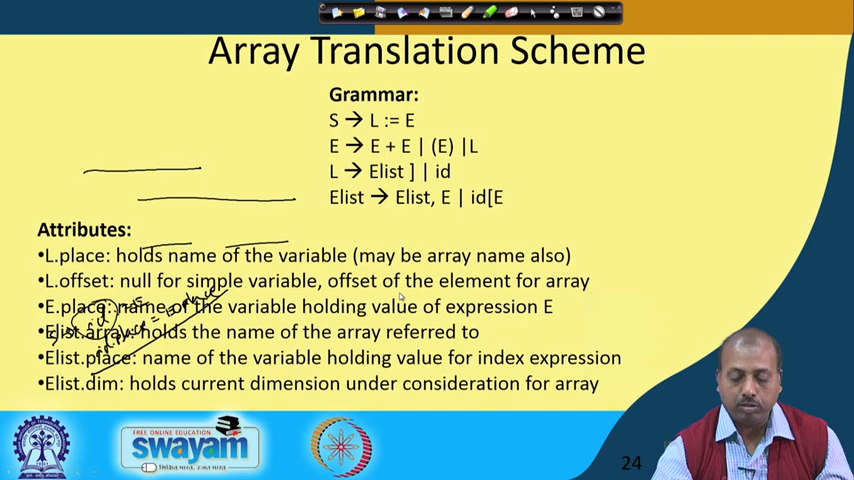 Array Translation Scheme
Grammar:
S → L := E
E → E + E | (E) |L
L → Elist ] | id
Elist → Elist, E | id[E
Attributes:
•L.place: holds name of the variable (may be array name also)
•L.offset: null for simple variable, offset of the element for array
•E.place: name of the variable holding value of expression E
•Elist.array: holds the name of the array referred to
•Elist.place: name of the variable holding value for index expression
•Elist.dim: holds current dimension under consideration for array
FREE ONLINE EDUCATION
swayam
24